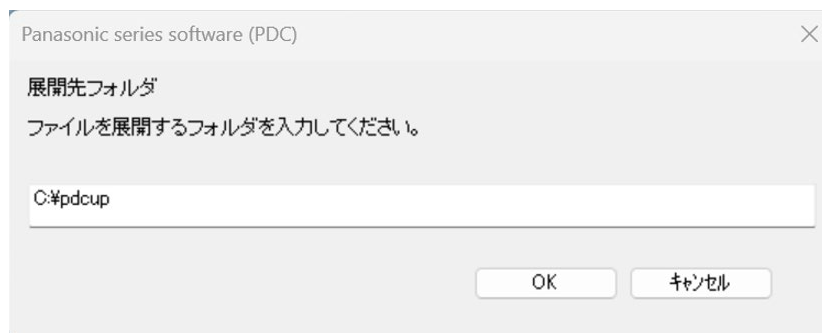 Panasonic series software (PDC)
展開先フォルダ
ファイルを展開するフォルダを入力してください。
C:¥pdcup
OK
キャンセル